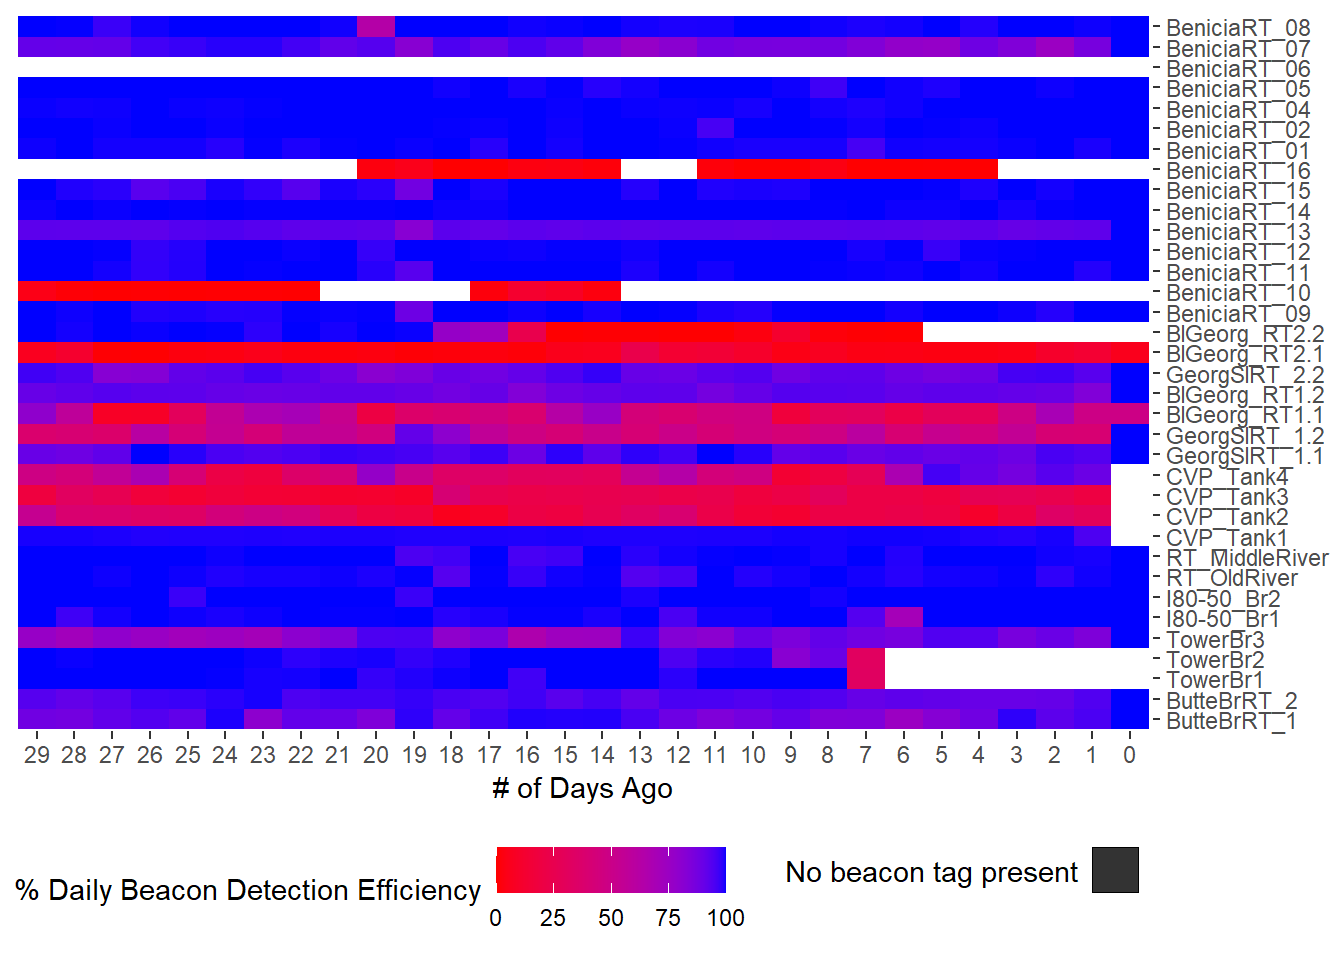 BeniciaRT_08
BeniciaRT_07
BeniciaRT_06
BeniciaRT_05
BeniciaRT_04
BeniciaRT_02
BeniciaRT_01
BeniciaRT_16
BeniciaRT_15
BeniciaRT_14
BeniciaRT_13
BeniciaRT_12
BeniciaRT_11
BeniciaRT_10
BeniciaRT_09
BlGeorg_RT2.2
BlGeorg_RT2.1
GeorgSlRT_2.2
BlGeorg_RT1.2
BlGeorg_RT1.1
GeorgSlRT_1.2
GeorgSlRT_1.1
CVP_Tank4
CVP_Tank3
CVP_Tank2
CVP_Tank1
RT_MiddleRiver
RT_OldRiver
I80-50_Br2
I80-50_Br1
TowerBr3
TowerBr2
TowerBr1
ButteBrRT_2
ButteBrRT_1
29 28 27 26 25 24 23 22 21 20 19 18 17 16 15 14 13 12 11 10 9 8 7 6 5 4 3 2 1 0
# of Days Ago
% Daily Beacon Detection Efficiency
0 25 50 75 100
No beacon tag present